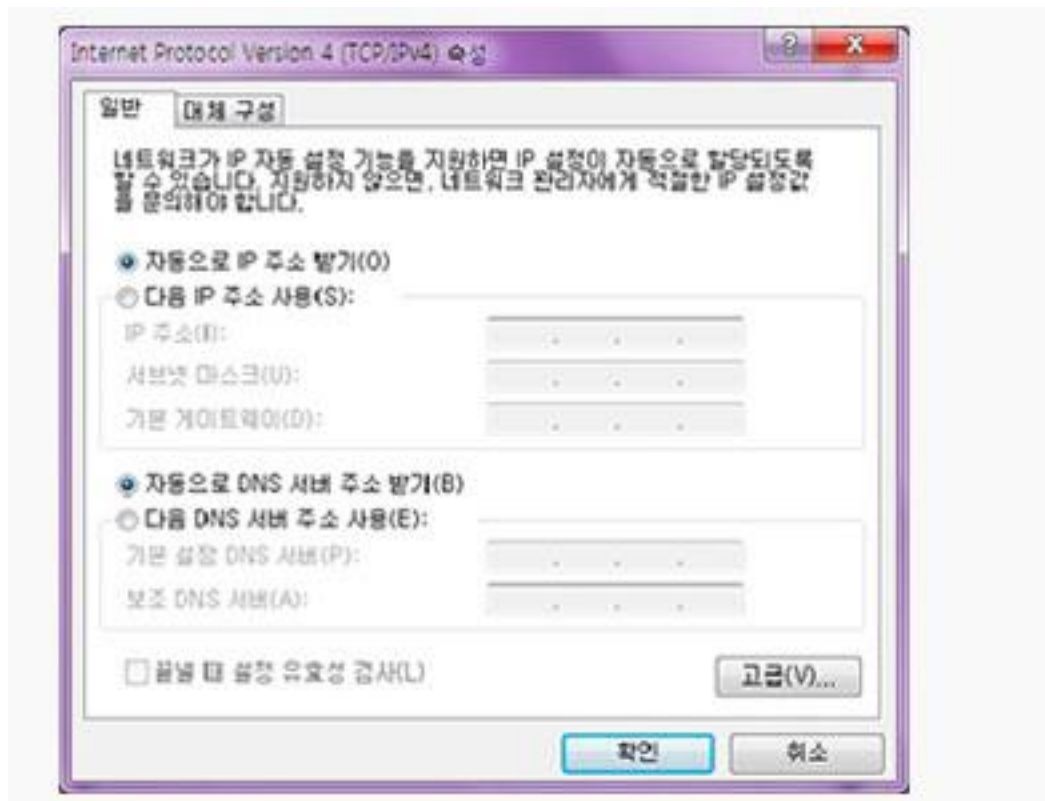 Internet Protocol Version 4 (TCP/IPv4) 속성
일반
대체 구성
네트워크가 IP 자동 설정 기능을 지원하면 IP 설정이 자동으로 할당되도록
할 수 있습니다. 지원하지 않으면, 네트워크 관리자에게 적절한 IP 설정값
을 문의해야 합니다.
자동으로 IP 주소 받기(O)
다음 IP 주소 사용(S):
IP 주소(I):
서브넷 마스크(U):
기본 게이트웨이(D):
자동으로 DNS 서버 주소 받기(B)
다음 DNS 서버 주소 사용(E):
기본 설정 DNS 서버(P):
보조 DNS 서버(A):
끝낼 때 설정 유효성 검사(L)
고급(V)...
확인
취소